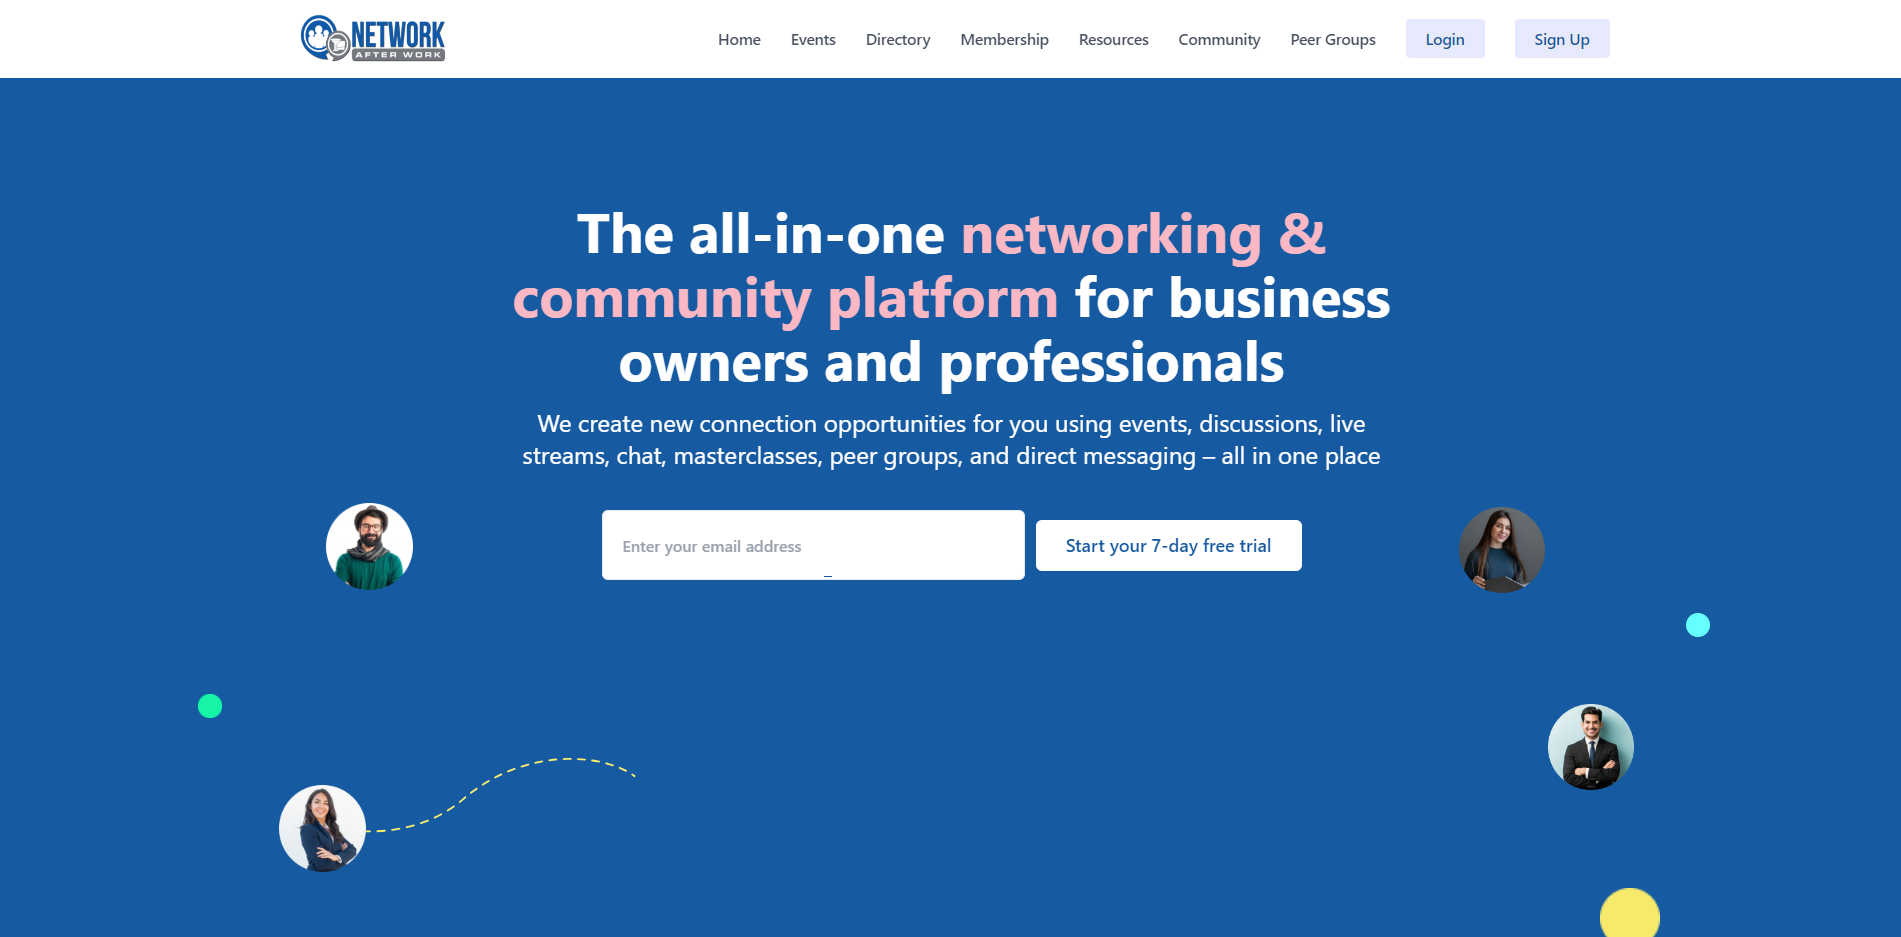 NETWORK
AFTER WORK
Home Events Directory Membership Resources Community Peer Groups Login Sign Up
The all-in-one networking &
community platform for business
owners and professionals
We create new connection opportunities for you using events, discussions, live
streams, chat, masterclasses, peer groups, and direct messaging – all in one place
Enter your email address Start your 7-day free trial